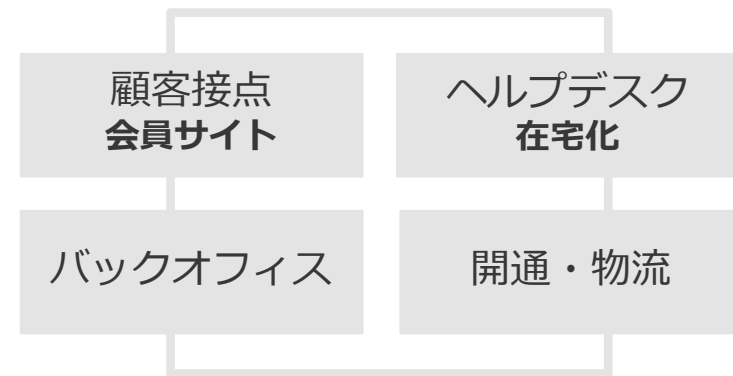 顧客接点
会員サイト
ヘルプデスク
在宅化
バックオフィス
開通・物流